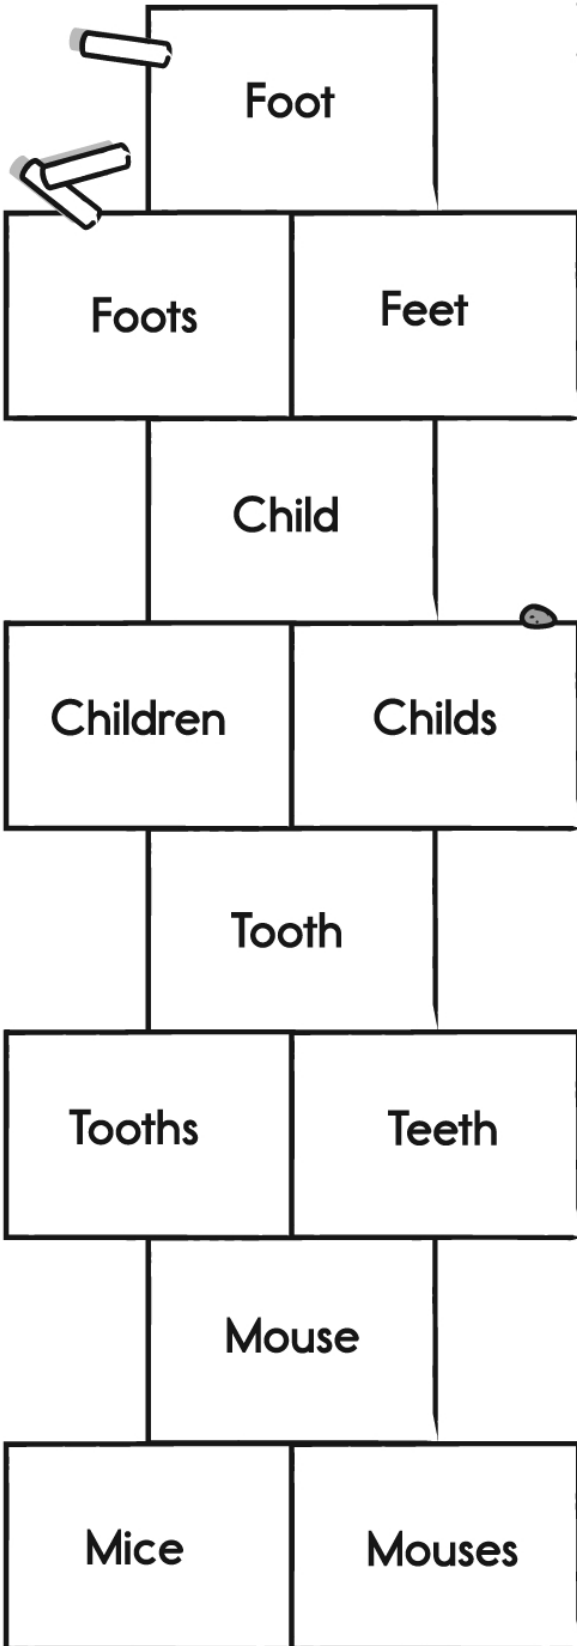 Foot
Foots Feet
Child
Children Childs
Tooth
Tooths Teeth
Mouse
Mice Mouses